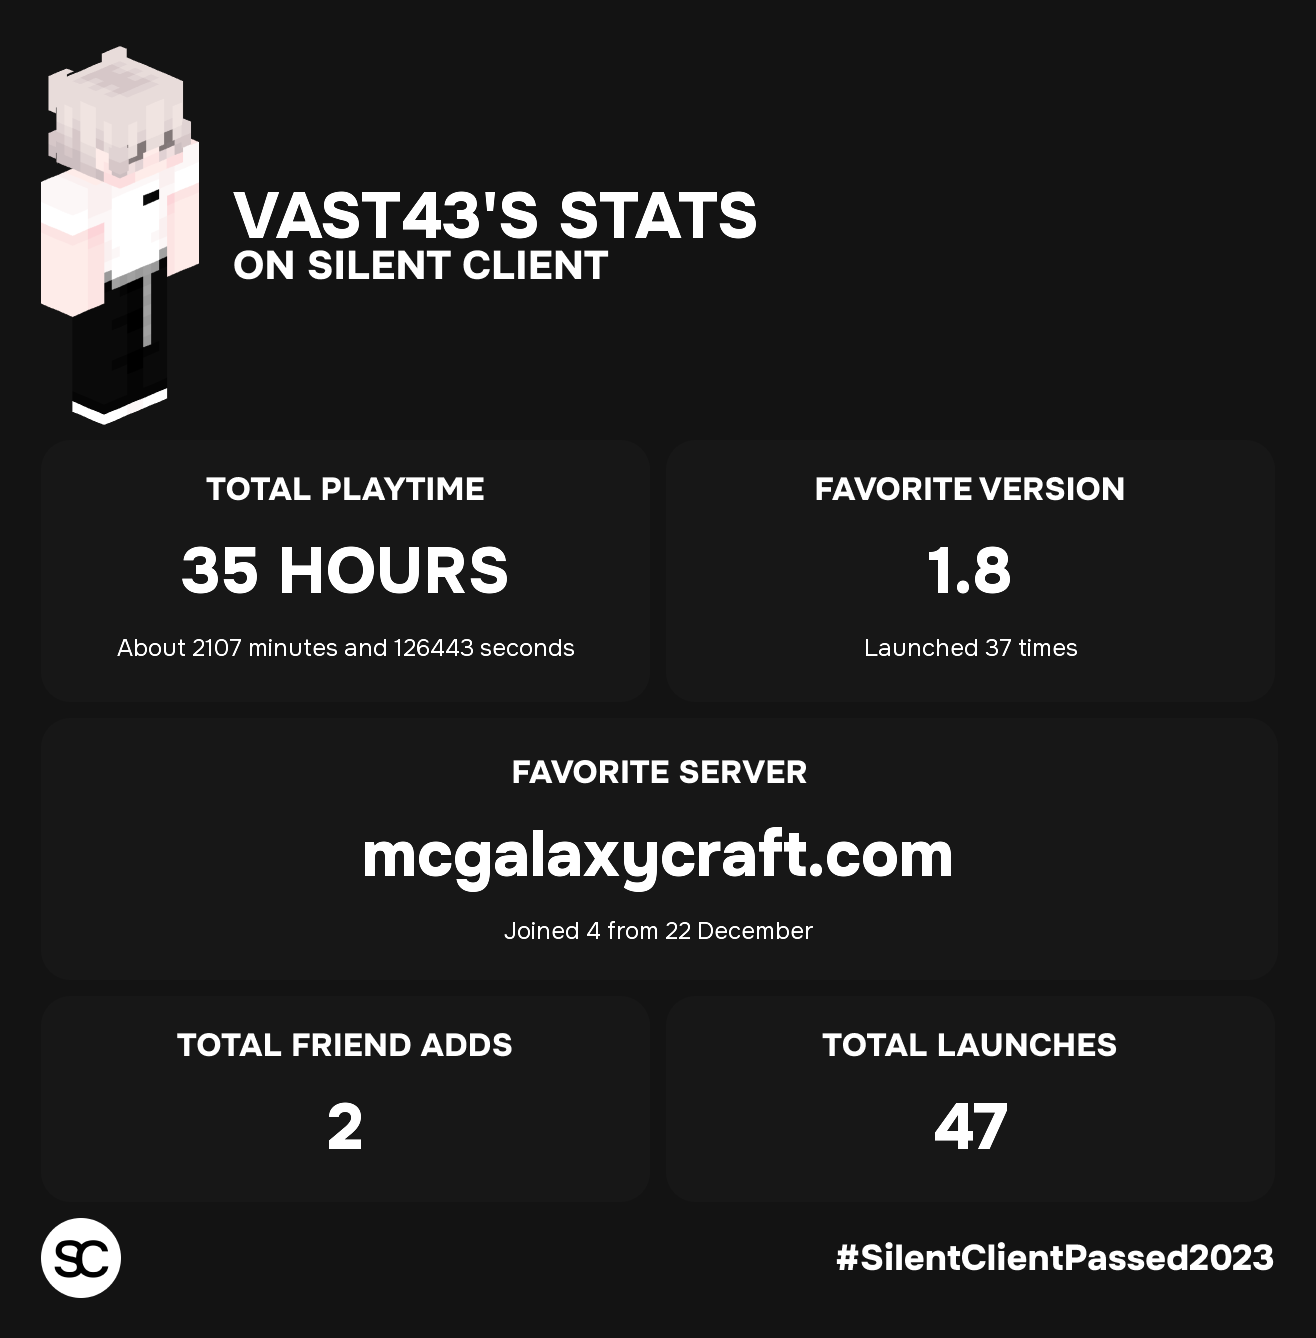 VAST43'S STATS
ON SILENT CLIENT
TOTAL PLAYTIME
35 HOURS
About 2107 minutes and 126443 seconds
FAVORITE VERSION
1.8
Launched 37 times
FAVORITE SERVER
mcgalaxycraft.com
Joined 4 from 22 December
TOTAL FRIEND ADDS
2
TOTAL LAUNCHES
47
SC
#SilentClientPassed2023